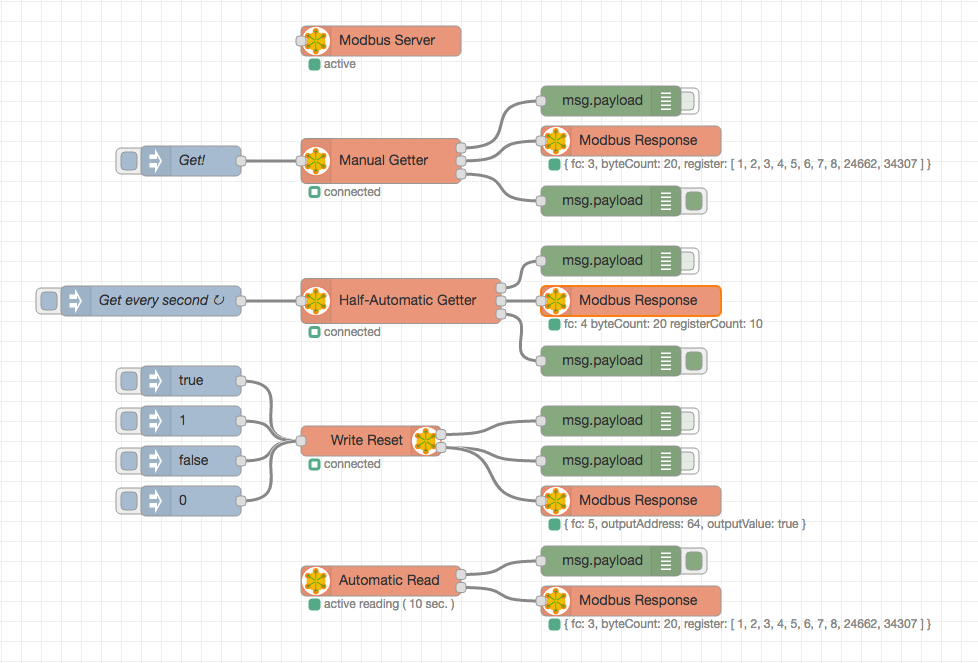 Modbus Server
active
msg.payload
Modbus Response
{ fc: 3, byteCount: 20, register: [ 1, 2, 3, 4, 5, 6, 7, 8, 24662, 34307 ] }
Get!
Manual Getter
connected
msg.payload
msg.payload
Get every second ↻
Half-Automatic Getter
connected
Modbus Response
fc: 4 byteCount: 20 registerCount: 10
msg.payload
true
1
false
0
Write Reset
connected
msg.payload
msg.payload
Modbus Response
{ fc: 5, outputAddress: 64, outputValue: true }
Automatic Read
active reading ( 10 sec. )
msg.payload
Modbus Response
{ fc: 3, byteCount: 20, register: [ 1, 2, 3, 4, 5, 6, 7, 8, 24662, 34307 ] }